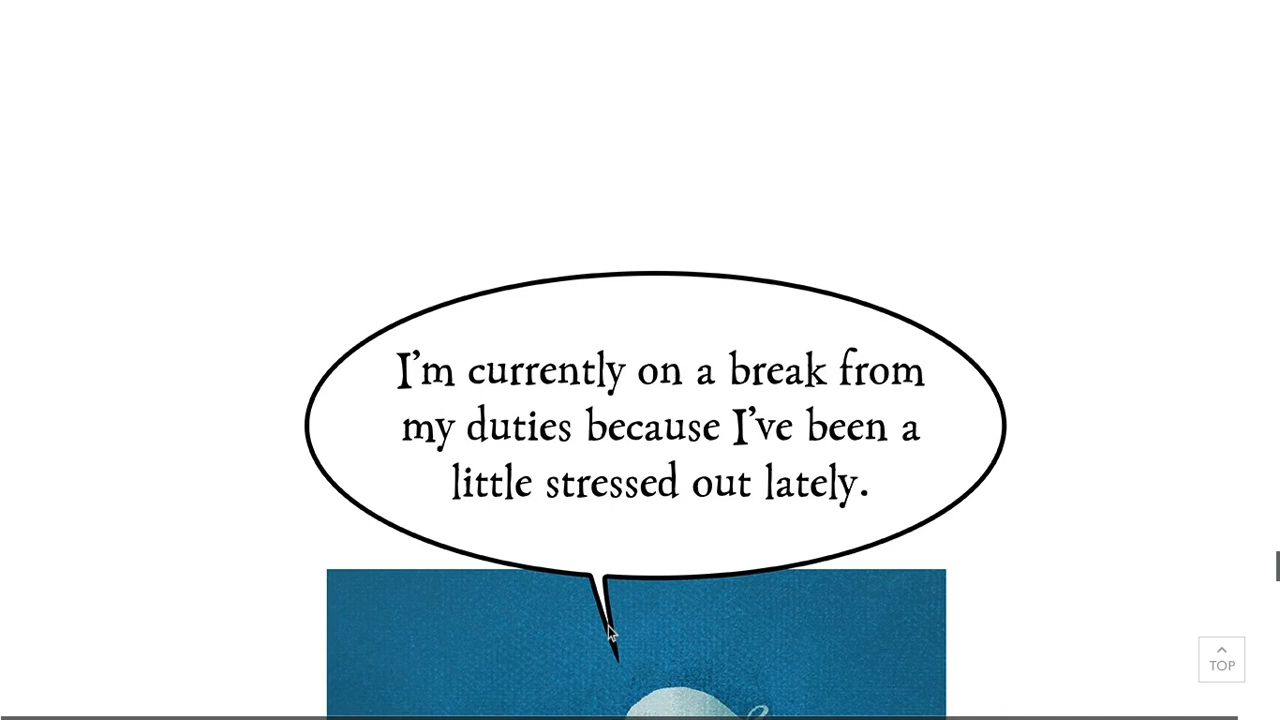 I'm currently on a break from
my duties because I've been a
little stressed out lately.
TOP